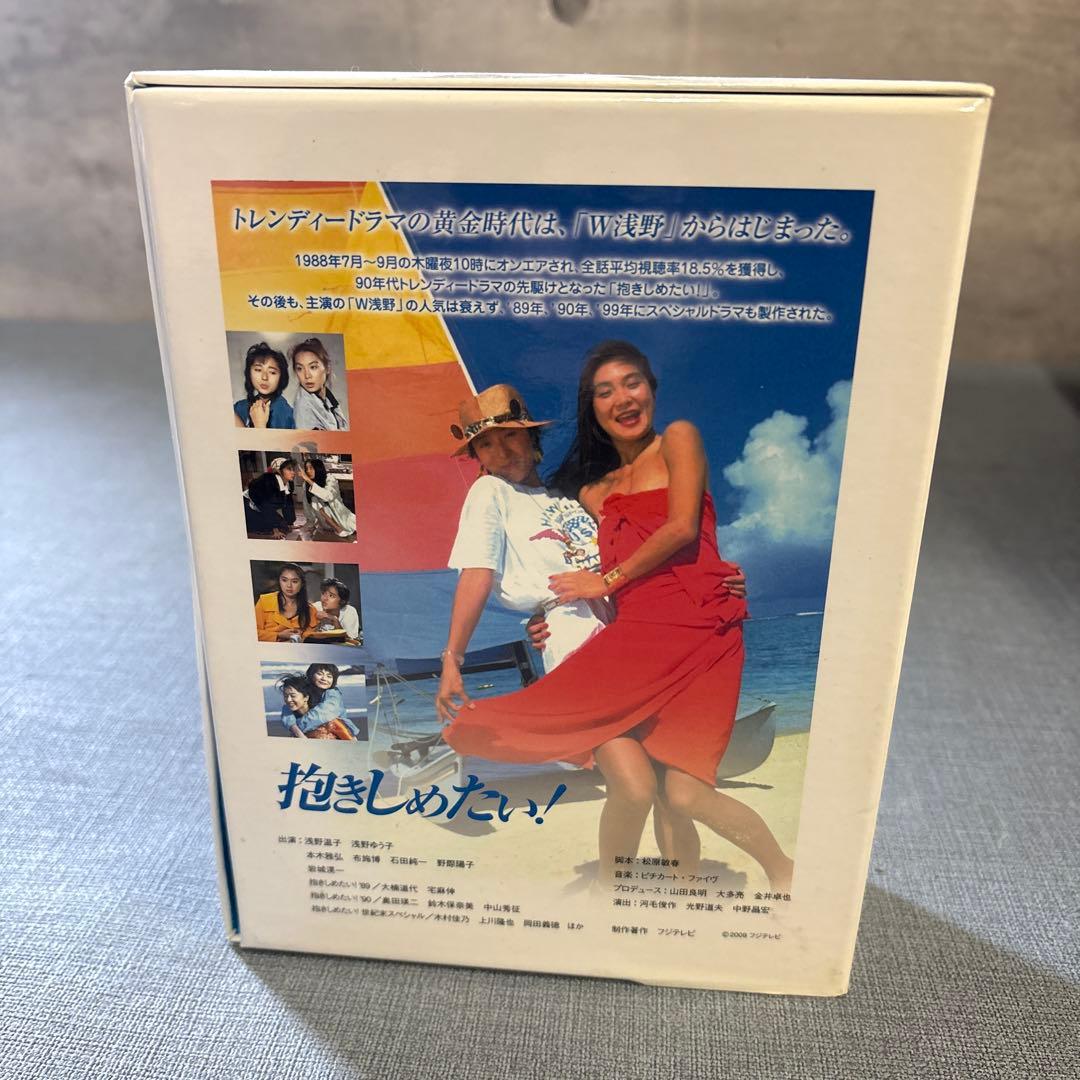 トレンディードラマの黄金時代は、「W浅野」からはじまった。
1988年7月〜9月の木曜夜10時にオンエアされ、全話平均視聴率18.5%を獲得し、
90年代トレンディードラマの先駆けとなった「抱きしめたい!」。
その後も、主演の「W浅野」の人気は衰えず、'89年、'90年、'99年にスペシャルドラマも製作された。
抱きしめたい!
出演:浅野温子 浅野ゆう子
本木雅弘 布施博 石田純一 野際陽子
岩城滉一
抱きしめたい!'89/大楠道代 宅麻伸
抱きしめたい!'90/奥田瑛二 鈴木保奈美 中山秀征
抱きしめたい!世紀末スペシャル/木村佳乃 上川隆也 岡田義徳 ほか
脚本:松原敏春
音楽:ピチカート・ファイヴ
プロデュース:山田良明 大多亮 金井卓也
演出:河毛俊作 光野道夫 中野昌宏
制作著作 フジテレビ ©2009 フジテレビ